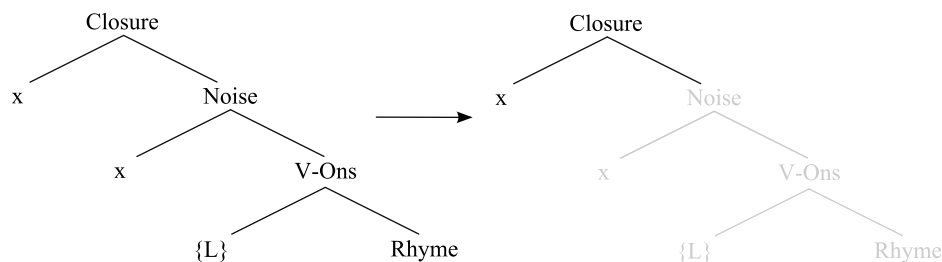 Closure
x
Noise
x
V-Ons
{L}
Rhyme
Closure
x
Noise
x
V-Ons
{L}
Rhyme